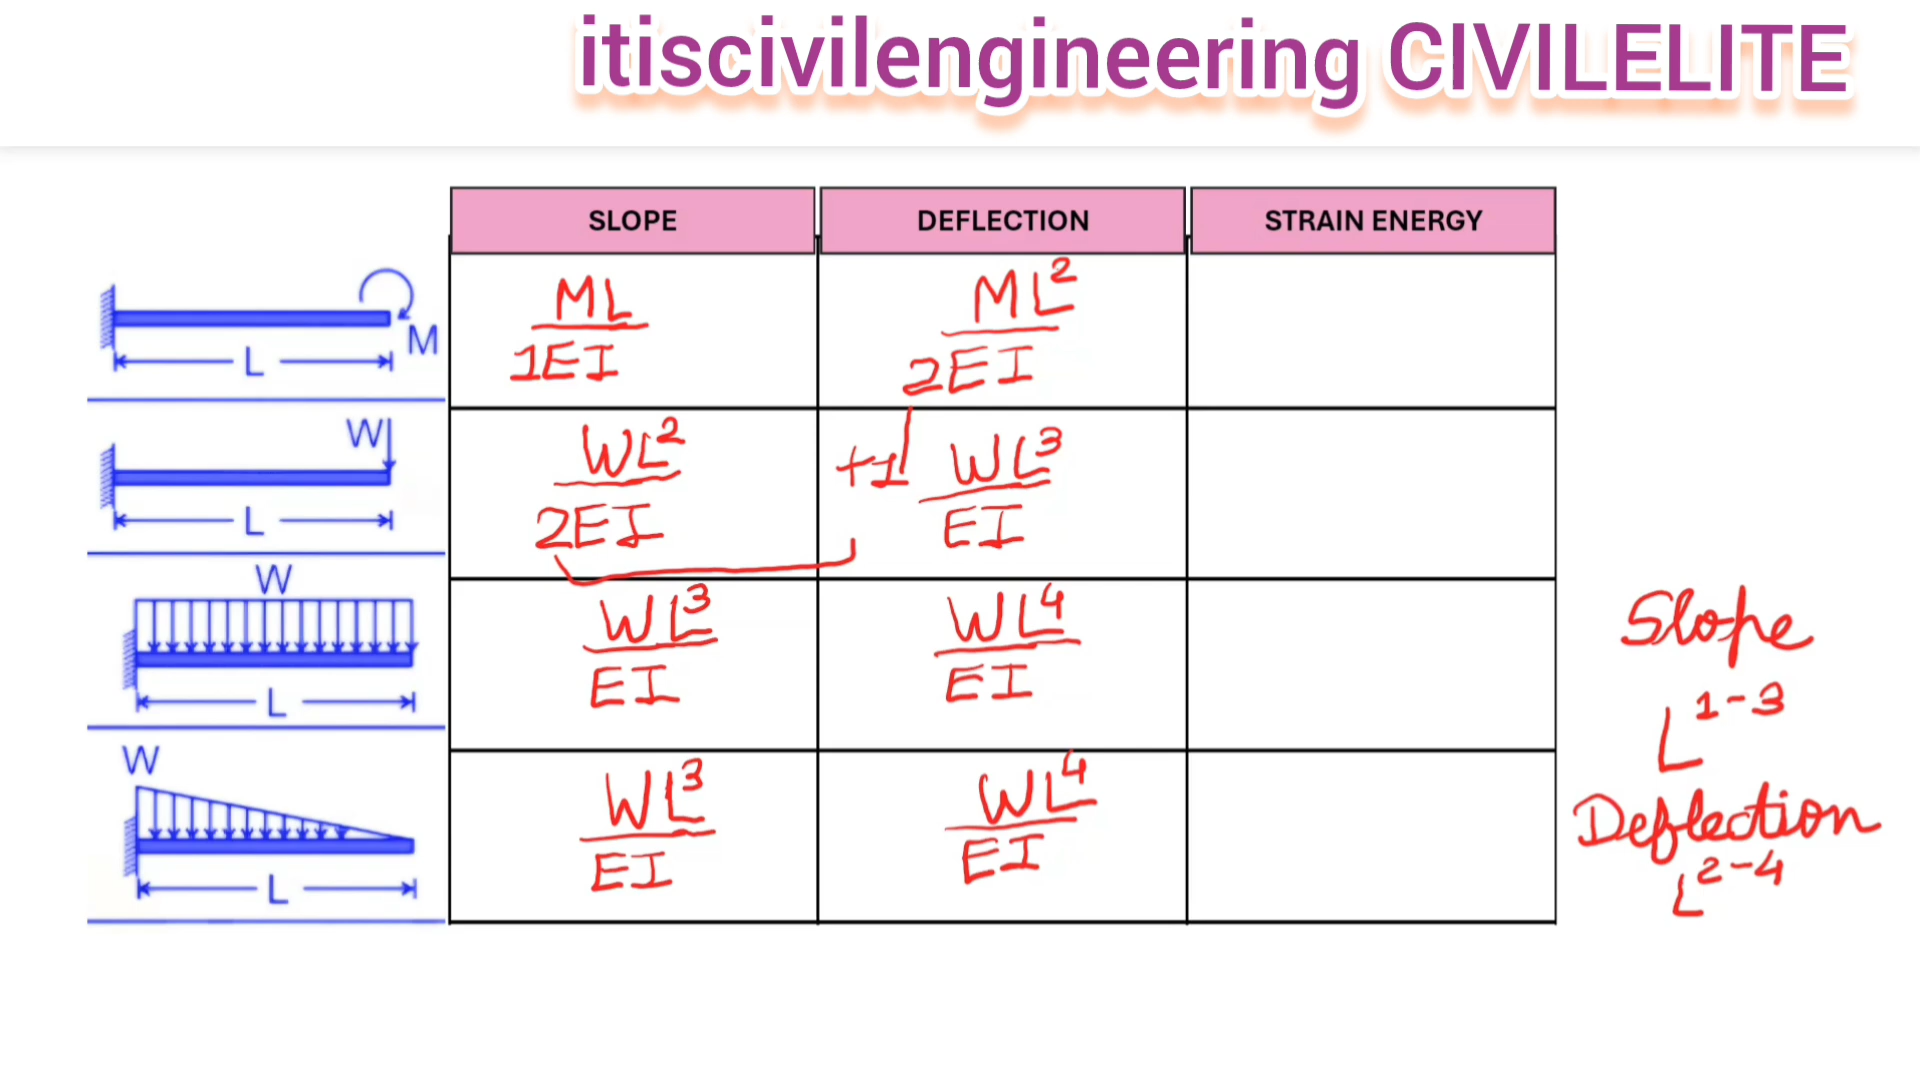 itiscivilengineering CIVILELITE
SLOPE DEFLECTION STRAIN ENERGY
M
L
ML
1EI
ML²
2EI
W
L
WL²
2EI
+1
WL³
EI
W
L
WL³
EI
WL⁴
EI
W
L
WL³
EI
WL⁴
EI
Slope
L¹⁻³
Deflection
L²⁻⁴